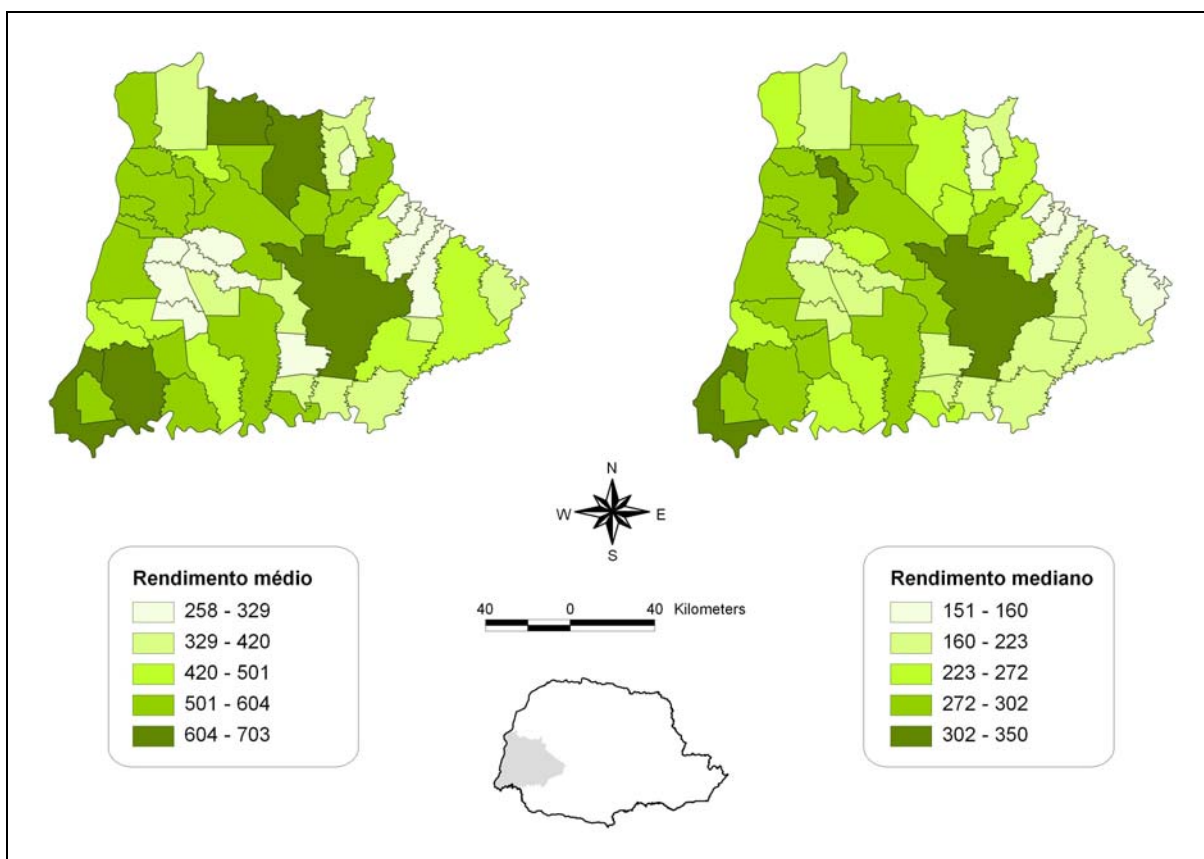 N
W E
S
Rendimento médio
258 - 329
329 - 420
420 - 501
501 - 604
604 - 703
40 0 40 Kilometers
Rendimento mediano
151 - 160
160 - 223
223 - 272
272 - 302
302 - 350